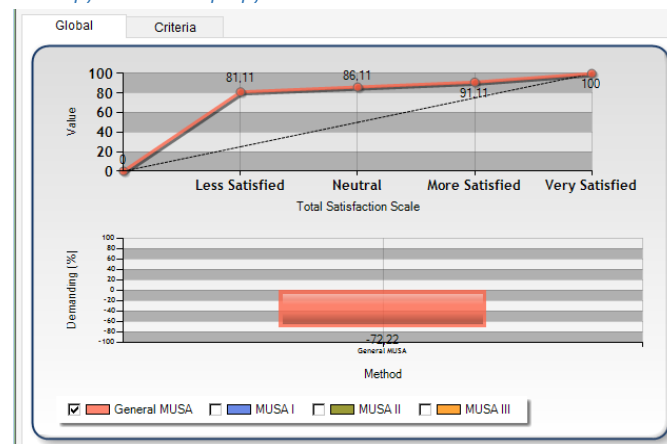 Global Criteria
100
80
60
40
20
0
Value
0
81,11
86,11
91,11
100
Less Satisfied Neutral More Satisfied Very Satisfied
Total Satisfaction Scale
100
80
60
40
20
0
-20
-40
-60
-80
-100
Demanding [%]
-72,22
General MUSA
Method
General MUSA MUSA I MUSA II MUSA III